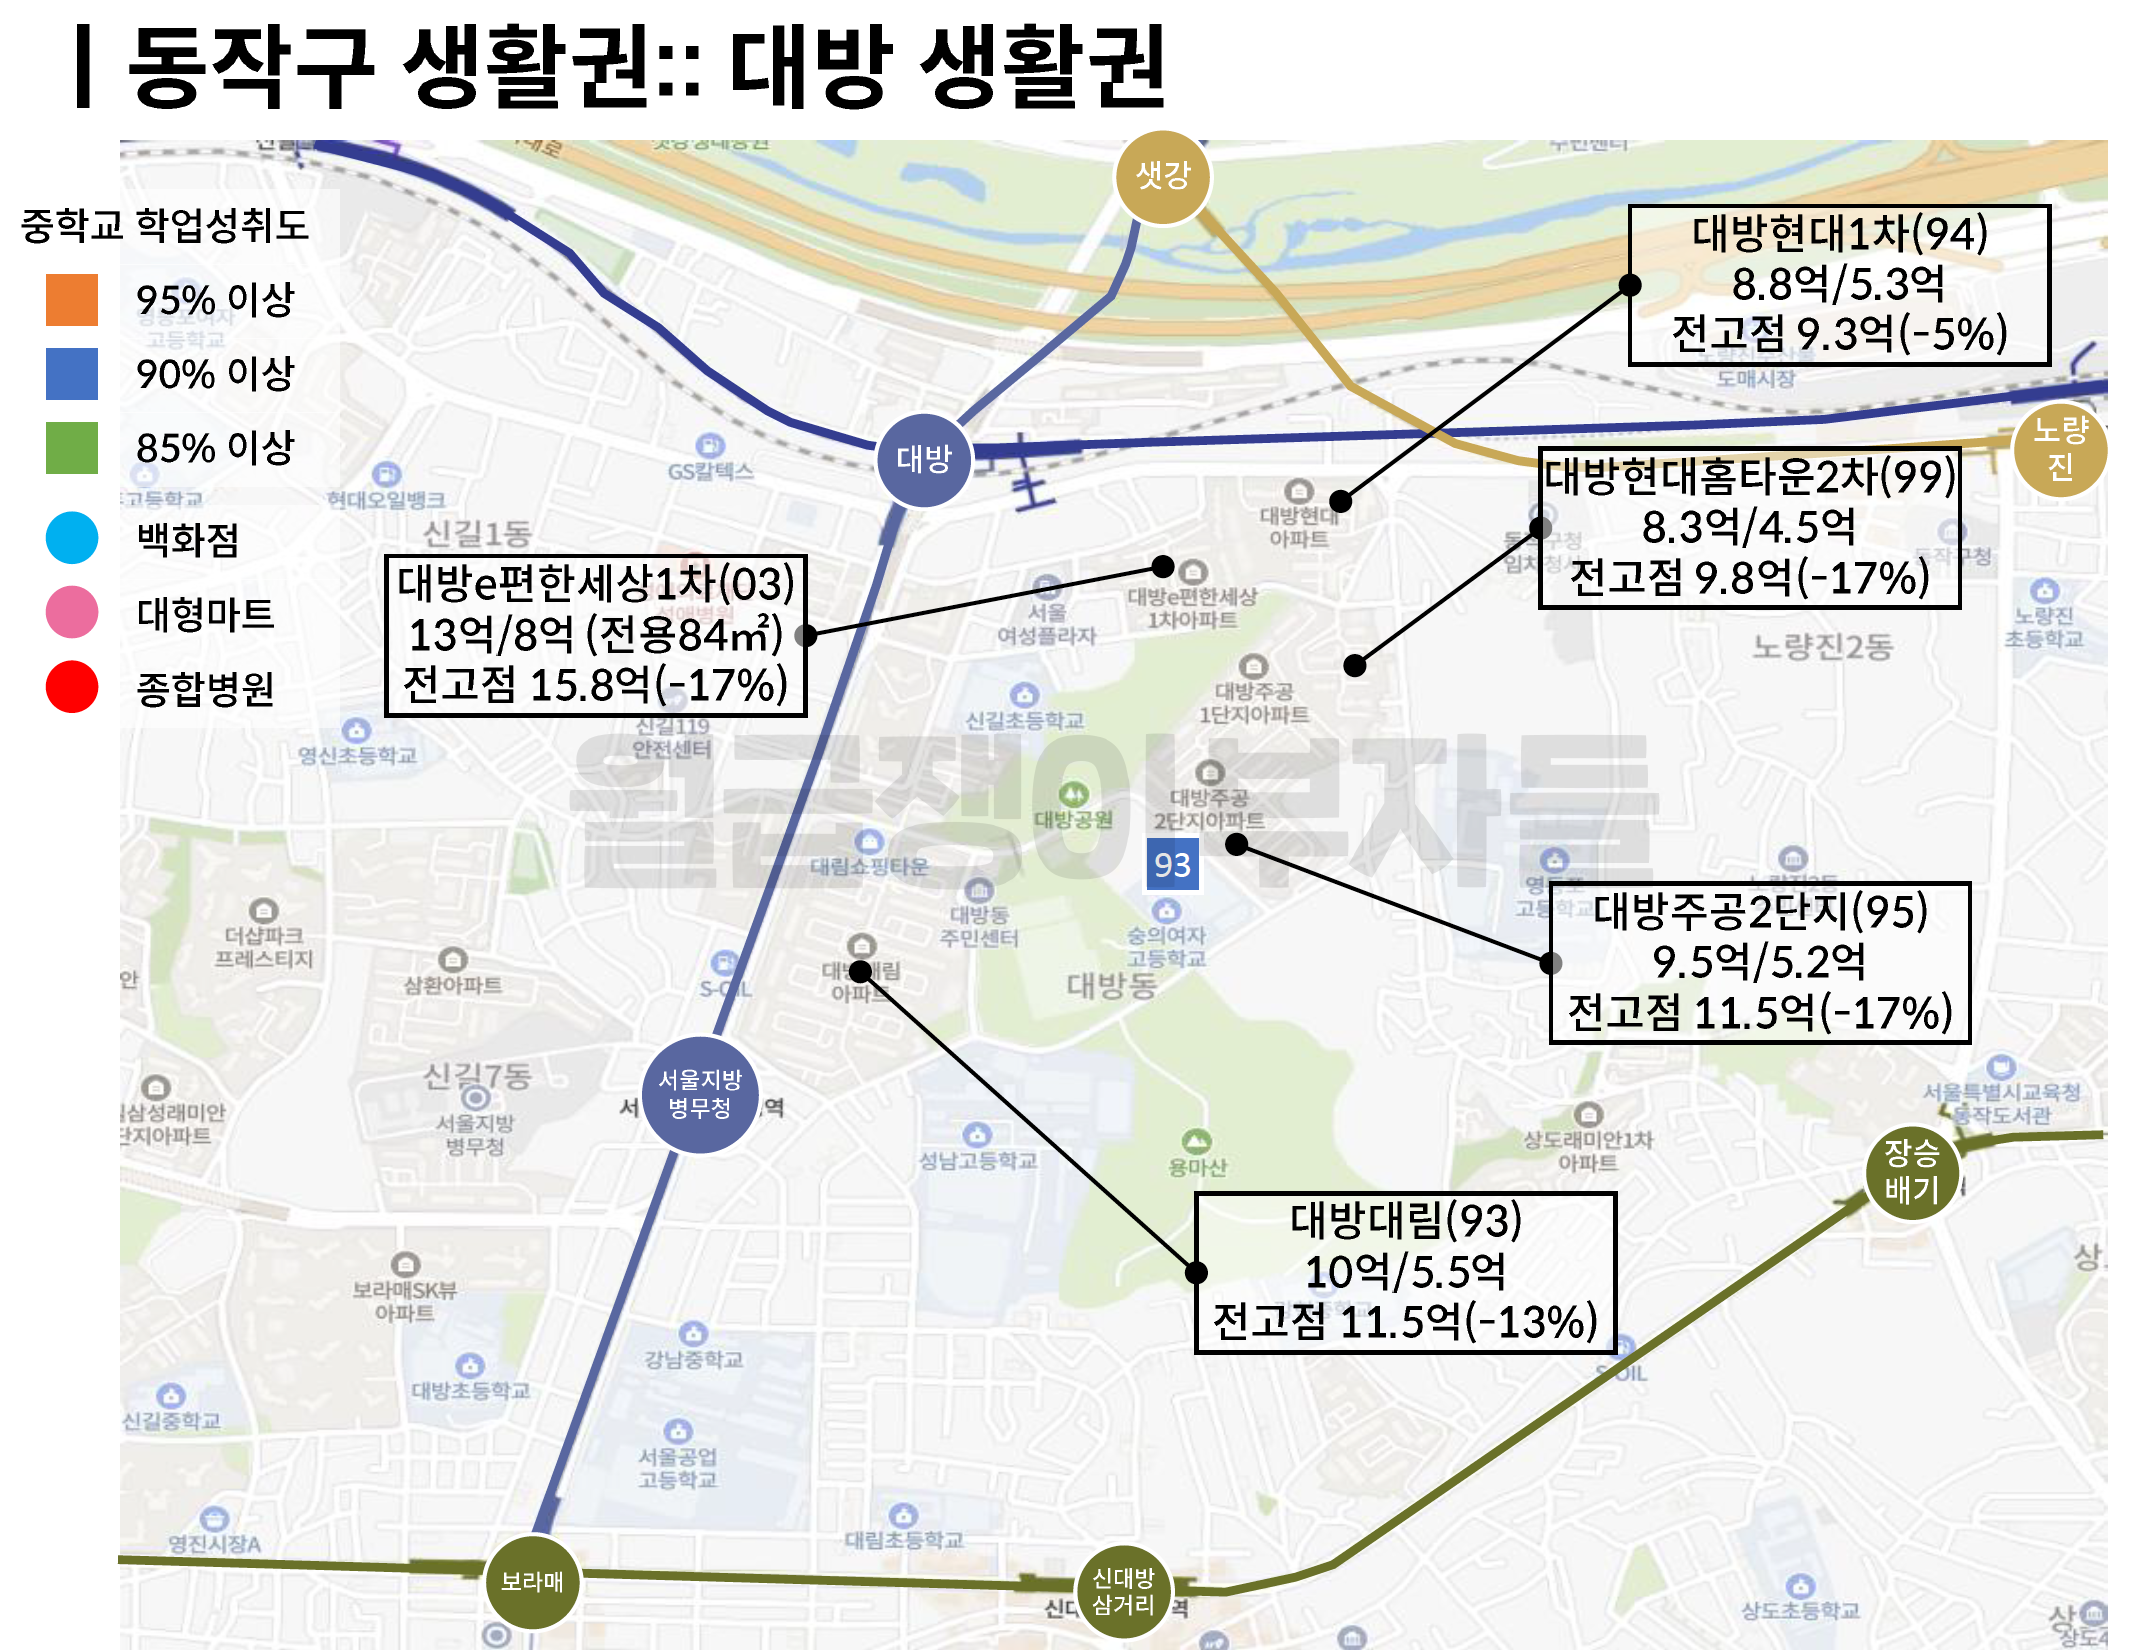 | 동작구 생활권:: 대방 생활권
중학교 학업성취도
95% 이상
90% 이상
85% 이상
백화점
대형마트
종합병원
샛강
대방
노량
진
서울지방
병무청
보라매
신대방
삼거리
장승
배기
대방현대1차(94)
8.8억/5.3억
전고점 9.3억(-5%)
대방현대홈타운2차(99)
8.3억/4.5억
전고점 9.8억(-17%)
대방e편한세상1차(03)
13억/8억 (전용84㎡)
전고점 15.8억(-17%)
대방주공2단지(95)
9.5억/5.2억
전고점 11.5억(-17%)
대방대림(93)
10억/5.5억
전고점 11.5억(-13%)
93
월급쟁이부자들
도매시장
GS칼텍스
현대오일뱅크
고등학교
신길1동
대방현대
아파트
대방e편한세상
1차아파트
서울
여성플라자
노량진
초등학교
노량진2동
대방주공
1단지아파트
신길초등학교
신길119
안전센터
영신초등학교
대방주공
2단지아파트
대방공원
대림쇼핑타운
대방동
주민센터
숭의여자
고등학교
대방동
더샵파크
프레스티지
삼환아파트
S-OIL
대방대림
아파트
신길7동
서울지방
병무청
삼성래미안
단지아파트
성남고등학교
용마산
상도래미안1차
아파트
서울특별시교육청
동작도서관
보라매SK뷰
아파트
강남중학교
대방초등학교
신길중학교
서울공업
고등학교
S-OIL
영진시장A
대림초등학교
상도초등학교